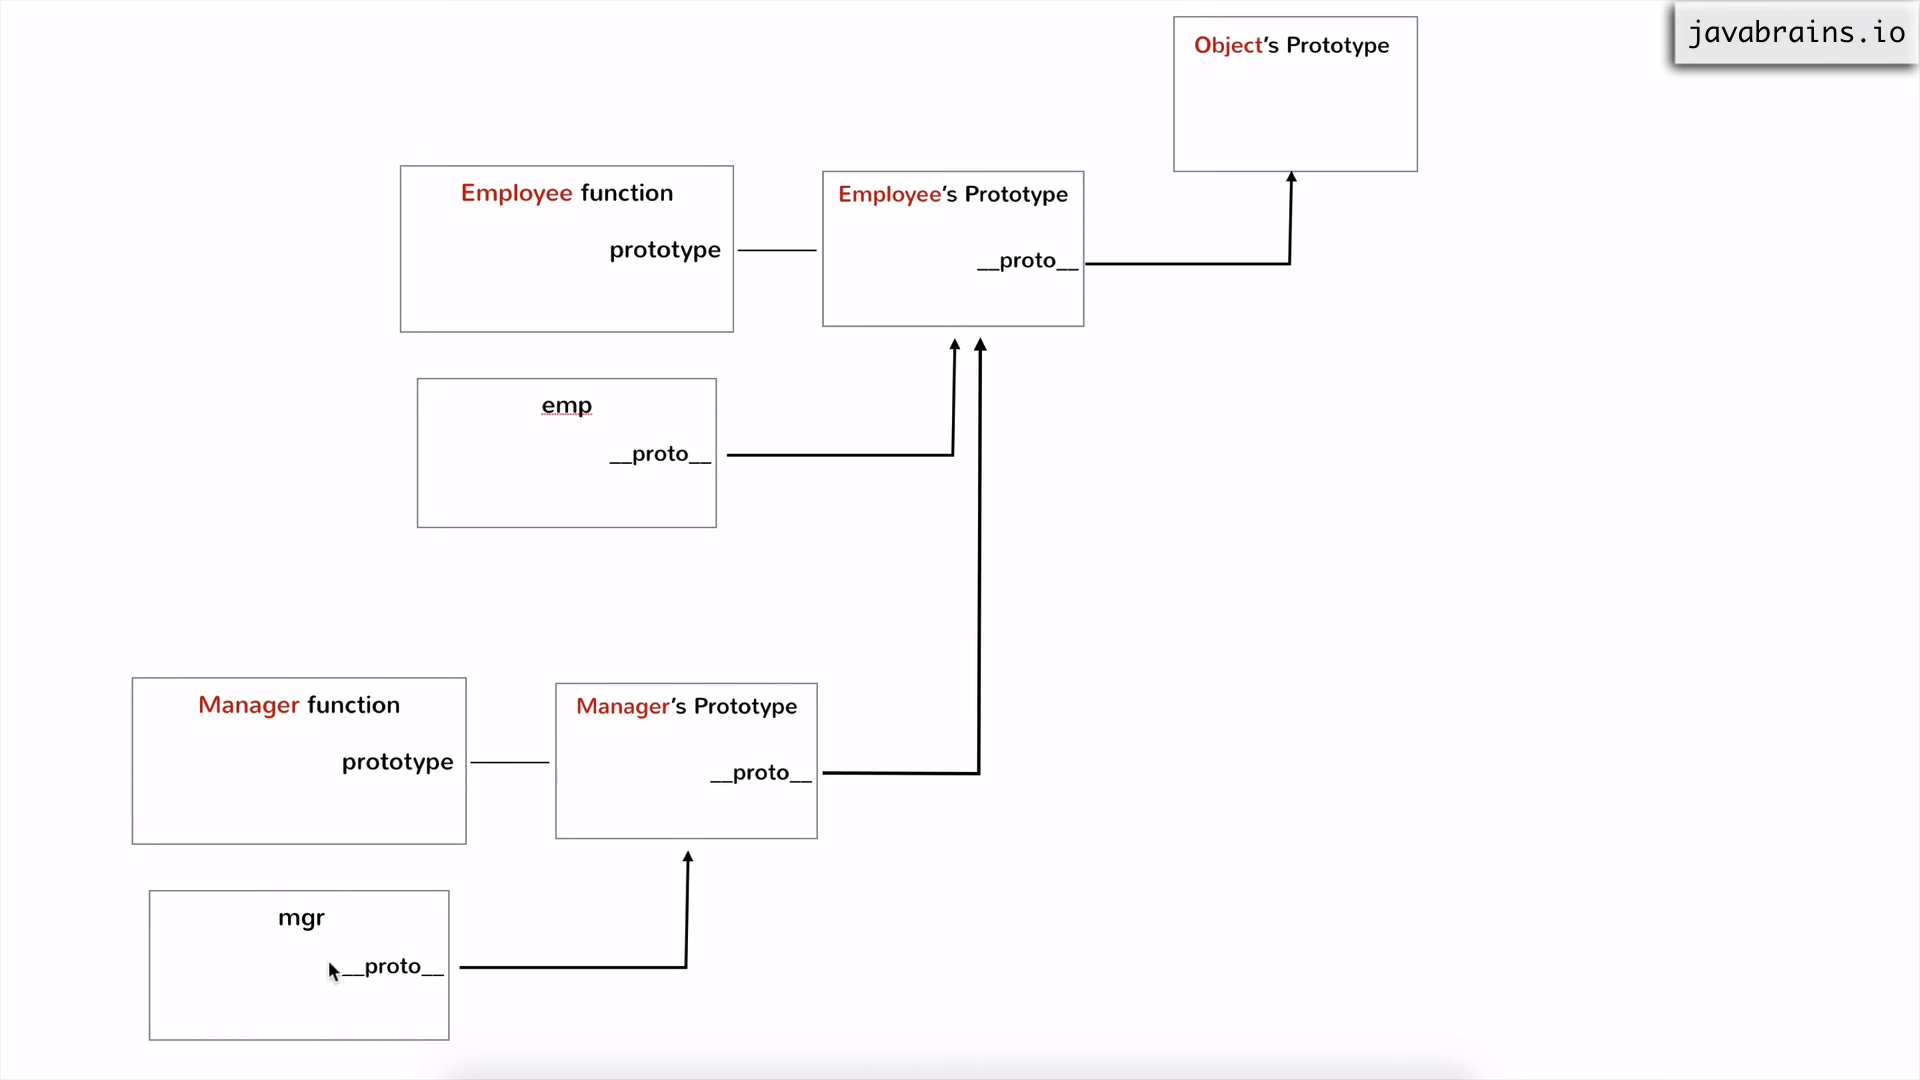 javabrains.io
Object's Prototype
Employee function
prototype
Employee's Prototype
__proto__
emp
__proto__
Manager function
prototype
Manager's Prototype
__proto__
mgr
__proto__